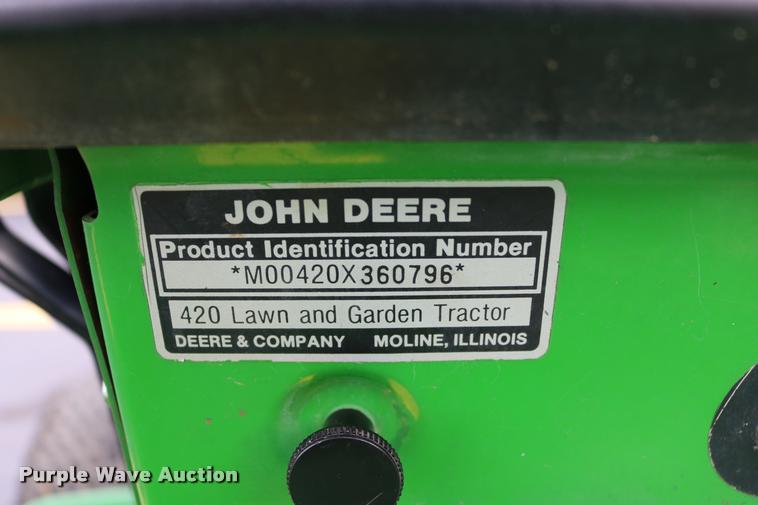 JOHN DEERE
Product Identification Number
*M00420X360796*
420 Lawn and Garden Tractor
DEERE & COMPANY MOLINE, ILLINOIS
Purple Wave Auction